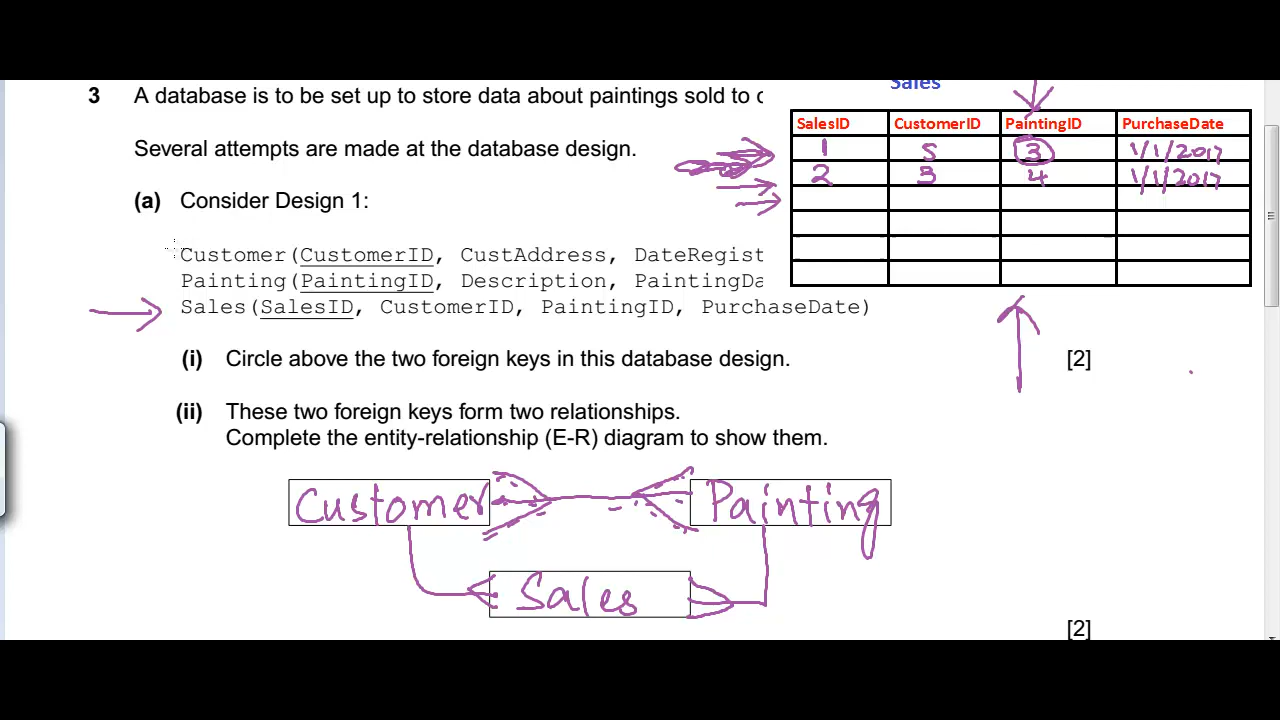 Sales
3 A database is to be set up to store data about paintings sold to
Several attempts are made at the database design.
(a) Consider Design 1:
SalesID CustomerID PaintingID PurchaseDate
1 5 3 1/1/2017
2 3 4 1/1/2017
Customer(CustomerID, CustAddress, DateRegist
Painting(PaintingID, Description, PaintingDa
Sales(SalesID, CustomerID, PaintingID, PurchaseDate)
(i) Circle above the two foreign keys in this database design. [2]
(ii) These two foreign keys form two relationships.
Complete the entity-relationship (E-R) diagram to show them.
Customer Painting
Sales
[2]